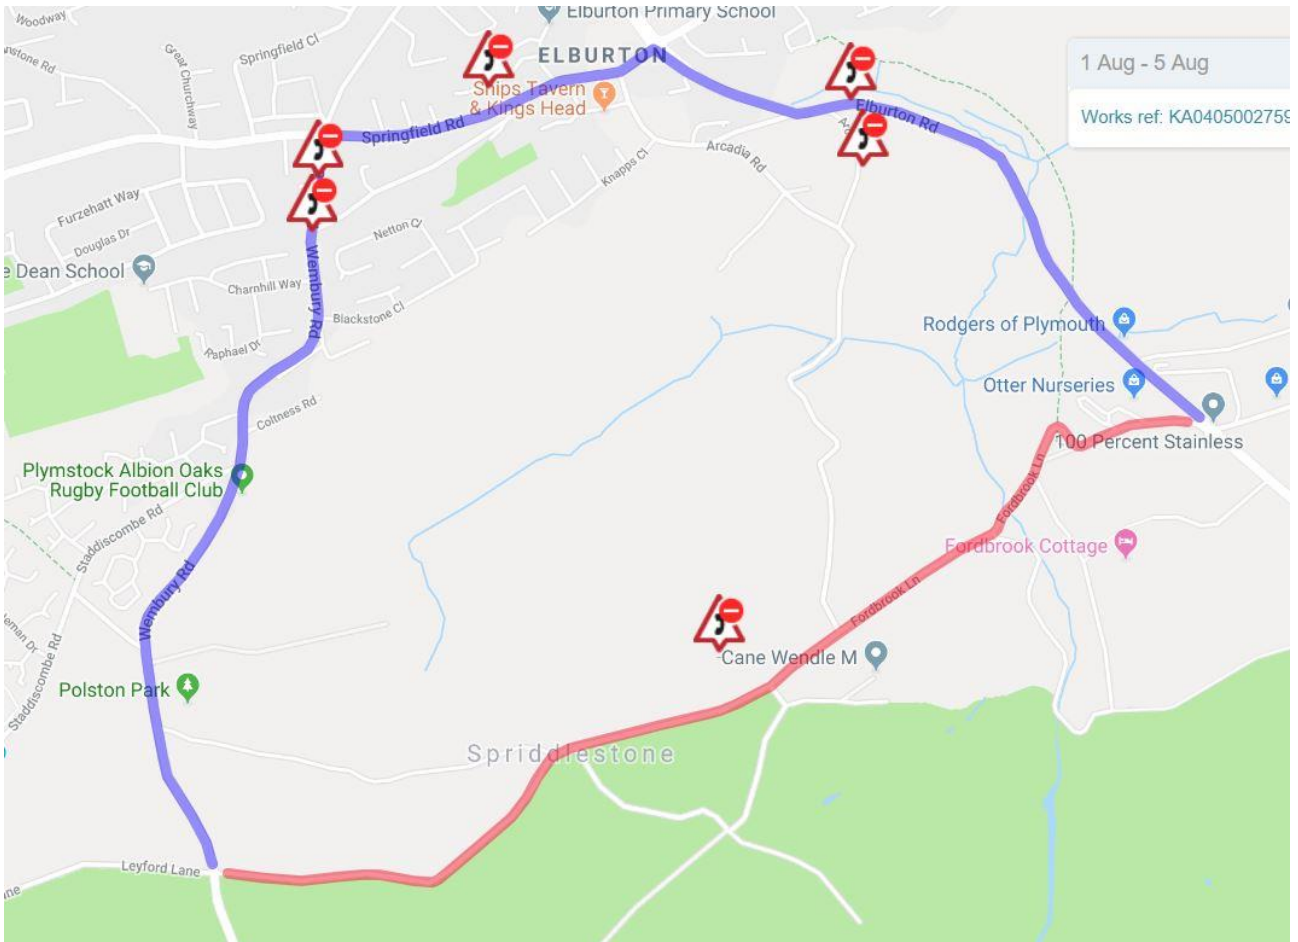 Woodway
Elburton Primary School
Springfield Cl
Great Churchway
ELBURTON
1 Aug - 5 Aug
Ships Tavern
& Kings Head
Works ref: KA0405002759
Springfield Rd
Elburton Rd
Arcadia Rd
Knapps Cl
Furzehatt Way
Netton Cl
Douglas Dr
e Dean School
Charnhill Way
Wembury Rd
Blackstone Cl
Raphael Dr
Rodgers of Plymouth
Otter Nurseries
Coltness Rd
100 Percent Stainless
Plymstock Albion Oaks
Rugby Football Club
Fordbrook Ln
Staddiscombe Rd
Fordbrook Cottage
Wembury Rd
Fordbrook Ln
Staddiscombe Rd
Cane Wendle M
Polston Park
Spriddlestone
Leyford Lane